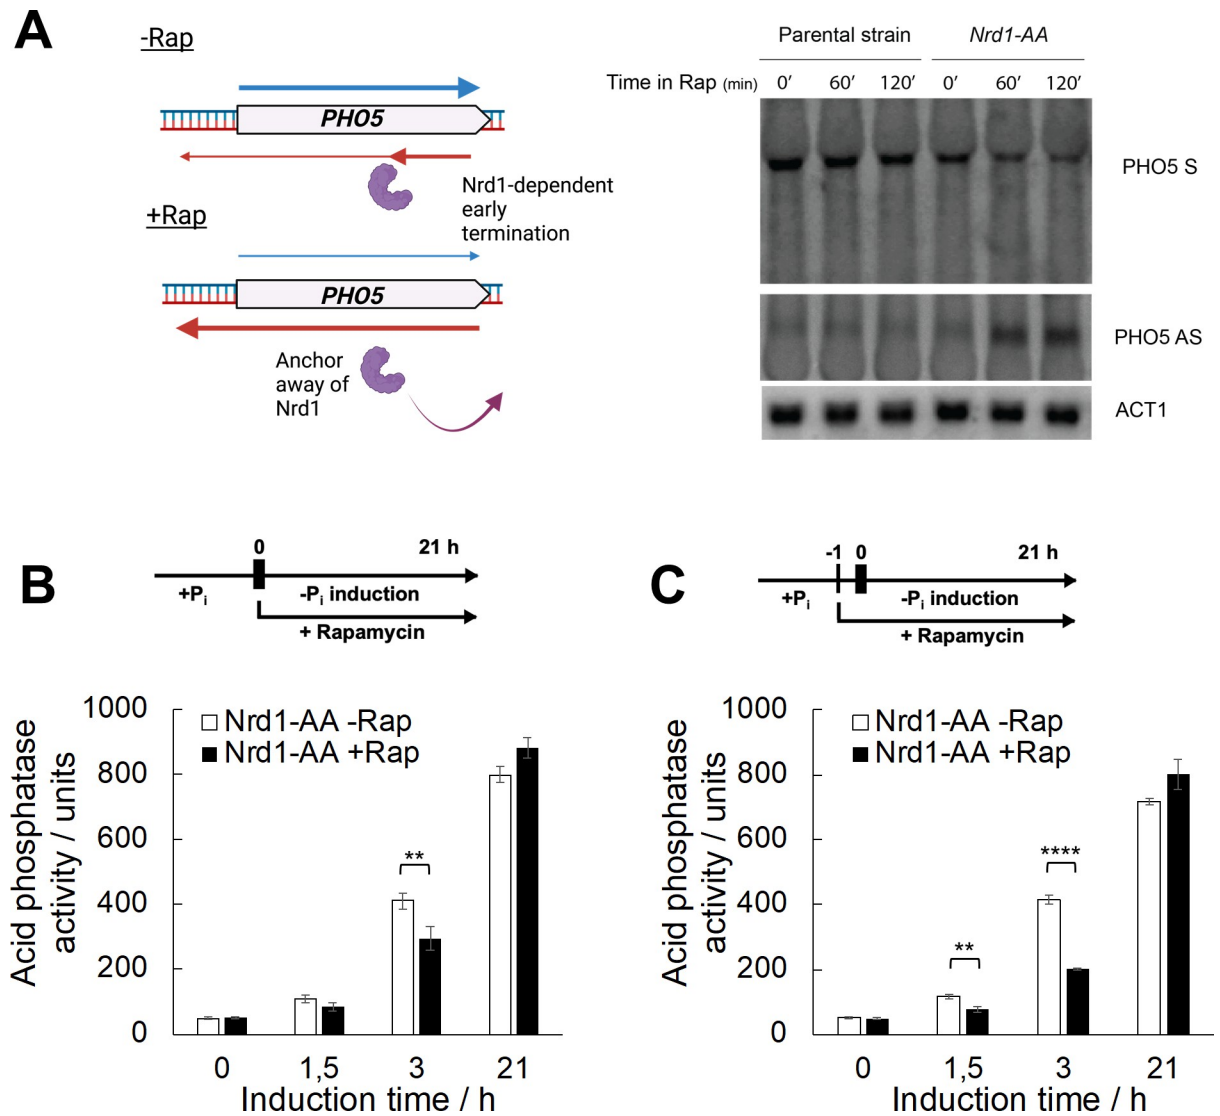 A
-Rap
PHO5
Nrd1-dependent
early
termination
+Rap
PHO5
Anchor
away of
Nrd1
Parental strain Nrd1-AA
Time in Rap (min) 0’ 60’ 120’ 0’ 60’ 120’
PHO5 S
PHO5 AS
ACT1
B
0 21 h
+Pi -Pi induction
+ Rapamycin
Acid phosphatase
activity / units
1000
800
600
400
200
0
Nrd1-AA -Rap
Nrd1-AA +Rap
**
0 1,5 3 21
Induction time / h
C
-1 0 21 h
+Pi -Pi induction
+ Rapamycin
Acid phosphatase
activity / units
1000
800
600
400
200
0
Nrd1-AA -Rap
Nrd1-AA +Rap
**
****
0 1,5 3 21
Induction time / h